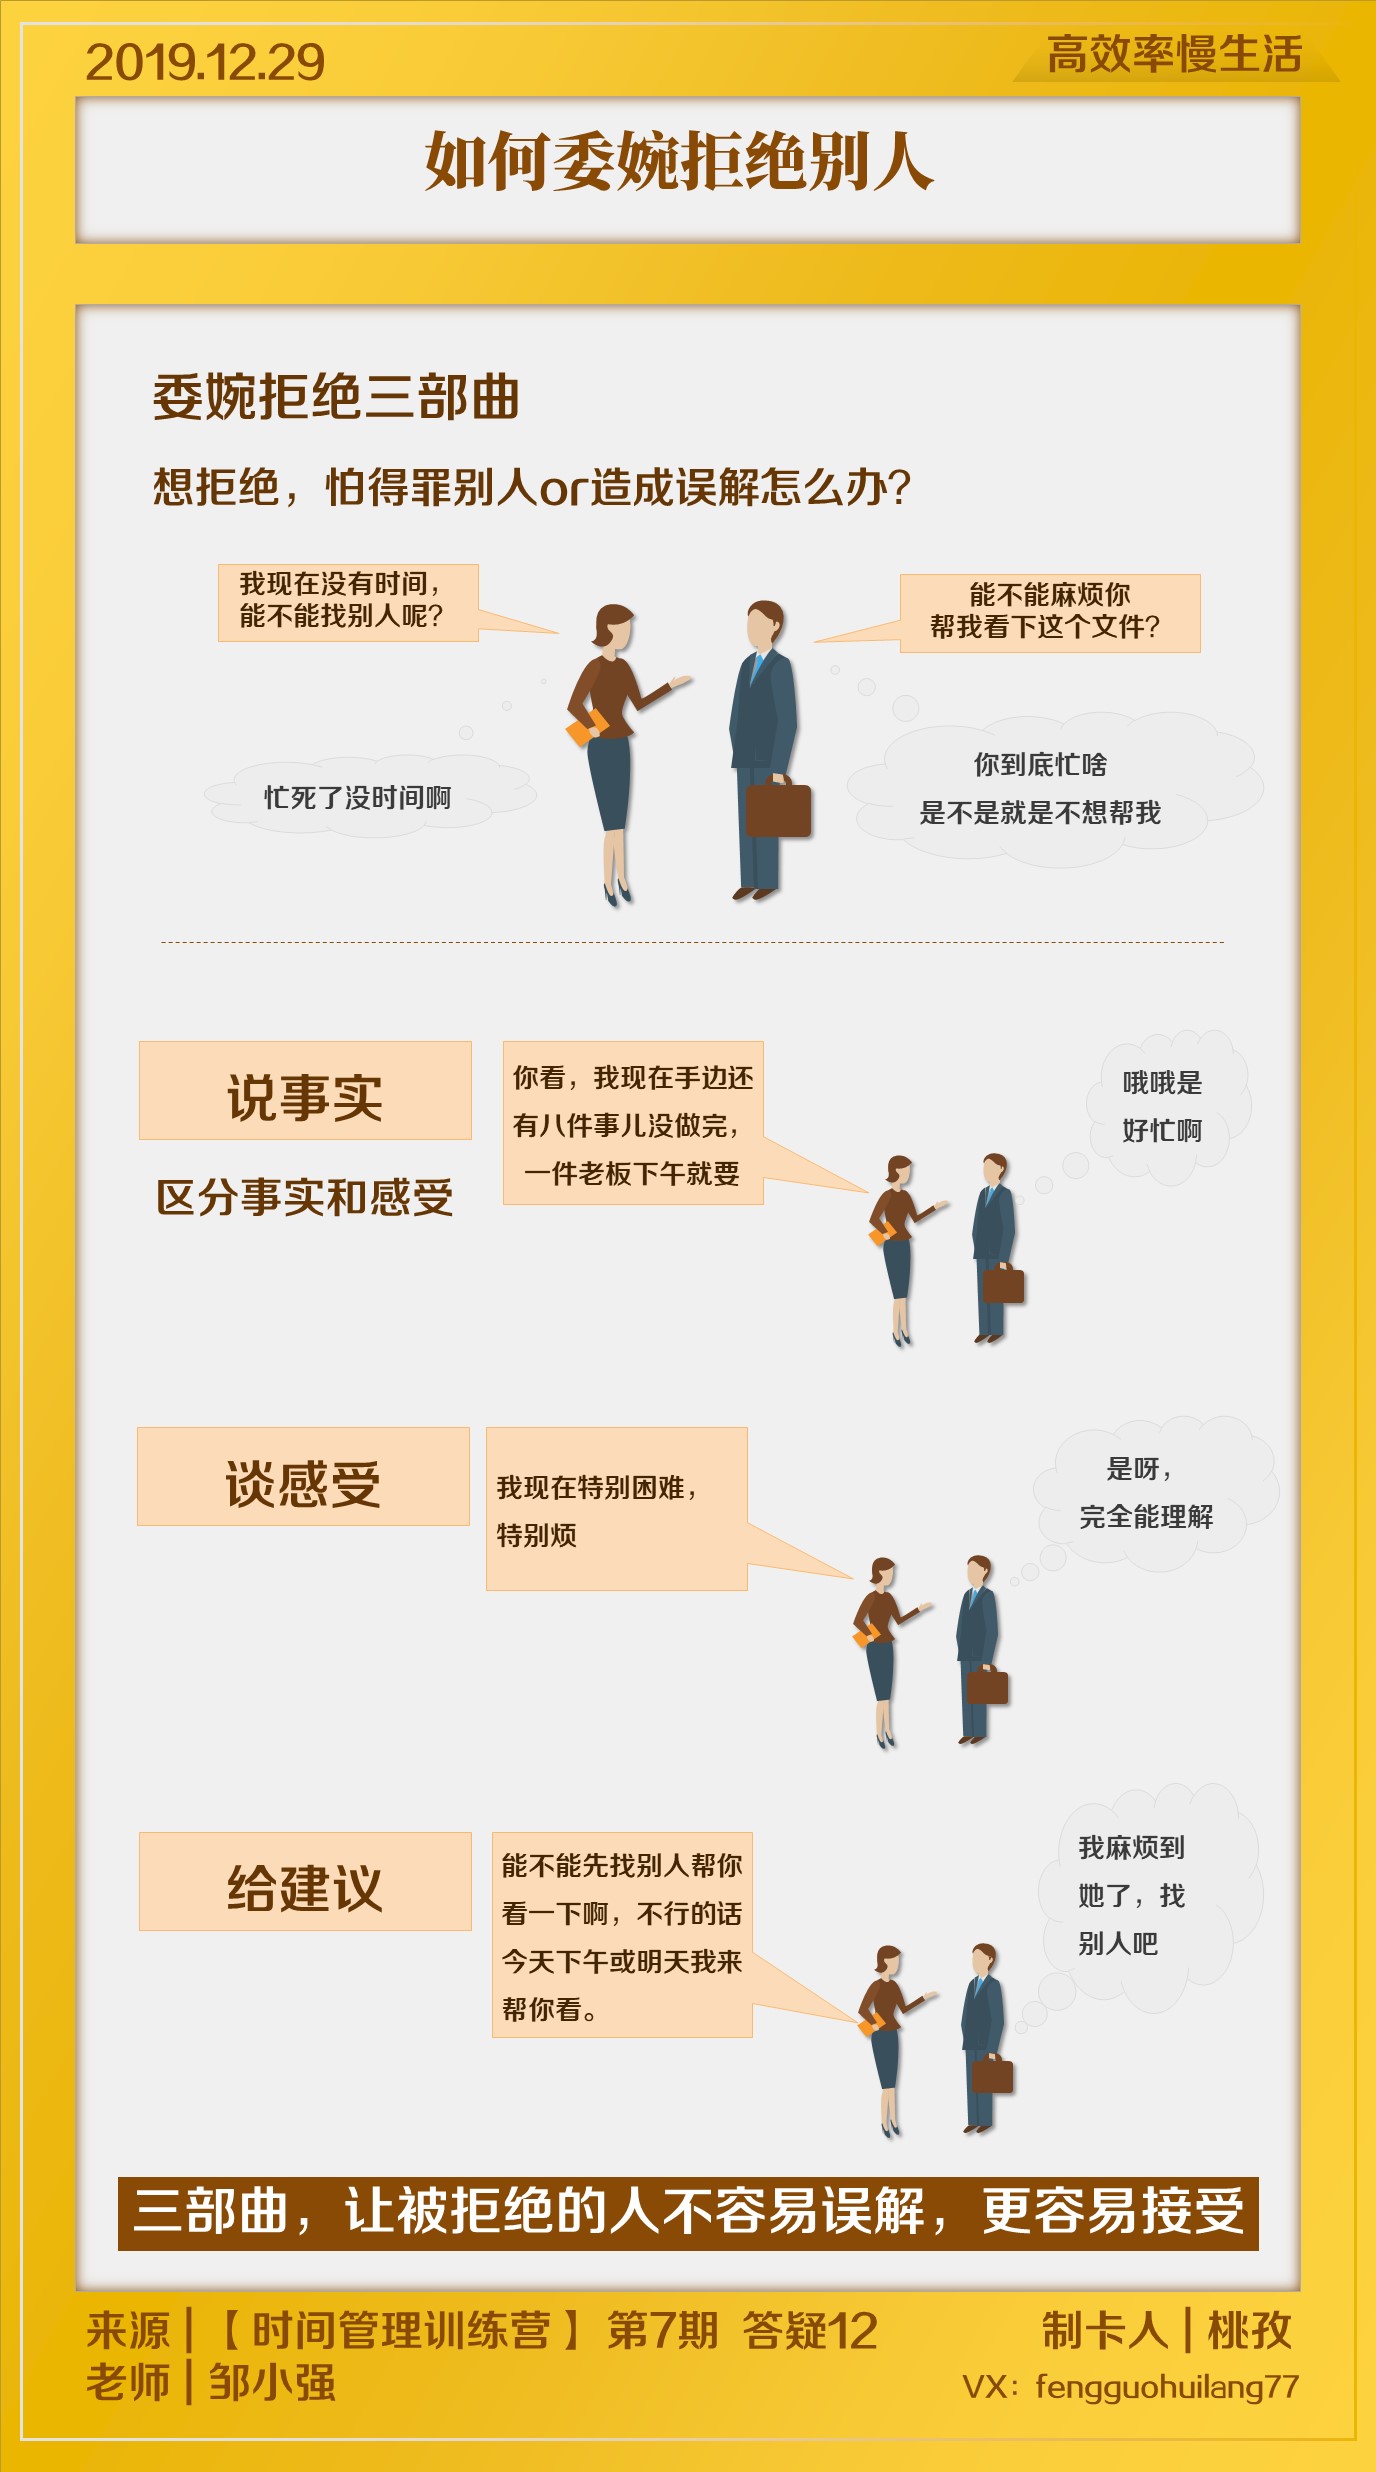 2019.12.29
高效率慢生活
如何委婉拒绝别人
委婉拒绝三部曲
想拒绝，怕得罪别人or造成误解怎么办？
我现在没有时间，
能不能找别人呢？
能不能麻烦你
帮我看下这个文件？
忙死了没时间啊
你到底忙啥
是不是就是不想帮我
说事实
区分事实和感受
你看，我现在手边还
有八件事儿没做完，
一件老板下午就要
哦哦是
好忙啊
谈感受
我现在特别困难，
特别烦
是呀，
完全能理解
给建议
能不能先找别人帮你
看一下啊，不行的话
今天下午或明天我来
帮你看。
我麻烦到
她了，找
别人吧
三部曲，让被拒绝的人不容易误解，更容易接受
来源|【时间管理训练营】第7期 答疑12
老师|邹小强
制卡人|桃孜
VX：fengguohuilang77